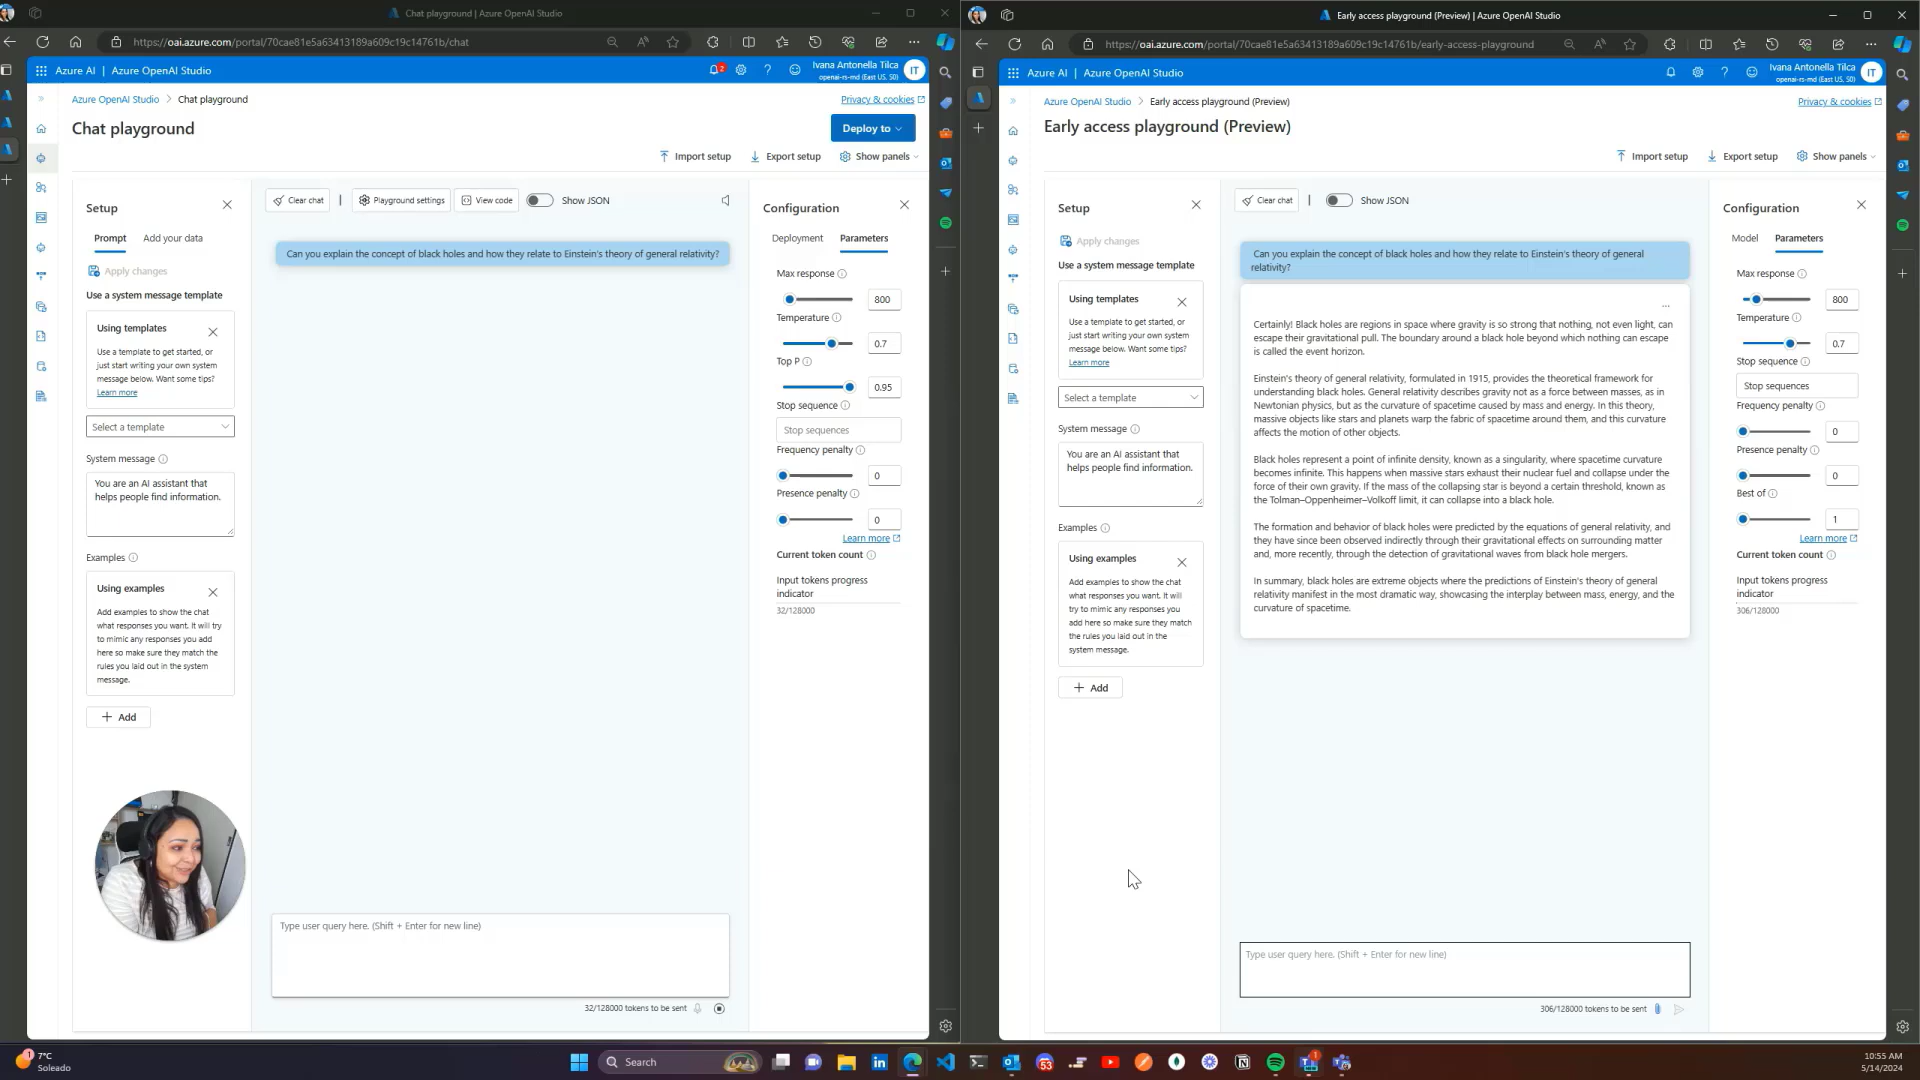 Chat playground | Azure OpenAI Studio
https://oai.azure.com/portal/70cae81e5a63413189a609c19c14761b/chat
Azure AI | Azure OpenAI Studio
2
Ivana Antonella Tilca
openai-rs-md (East US, S0)
IT
Azure OpenAI Studio > Chat playground
Privacy & cookies
Chat playground
Deploy to
Import setup
Export setup
Show panels
Setup
Prompt
Add your data
Apply changes
Use a system message template
Using templates
Use a template to get started, or
just start writing your own system
message below. Want some tips?
Learn more
Select a template
System message
You are an AI assistant that
helps people find information.
Examples
Using examples
Add examples to show the chat
what responses you want. It will try
to mimic any responses you add
here so make sure they match the
rules you laid out in the system
message.
Add
Clear chat
Playground settings
View code
Show JSON
Can you explain the concept of black holes and how they relate to Einstein's theory of general relativity?
Type user query here. (Shift + Enter for new line)
32/128000 tokens to be sent
Configuration
Deployment
Parameters
Max response
800
Temperature
0.7
Top P
0.95
Stop sequence
Stop sequences
Frequency penalty
0
Presence penalty
0
Learn more
Current token count
Input tokens progress
indicator
32/128000
Early access playground (Preview) | Azure OpenAI Studio
https://oai.azure.com/portal/70cae81e5a63413189a609c19c14761b/early-access-playground
Azure AI | Azure OpenAI Studio
Ivana Antonella Tilca
openai-rs-md (East US, S0)
IT
Azure OpenAI Studio > Early access playground (Preview)
Privacy & cookies
Early access playground (Preview)
Import setup
Export setup
Show panels
Setup
Apply changes
Use a system message template
Using templates
Use a template to get started, or
just start writing your own system
message below. Want some tips?
Learn more
Select a template
System message
You are an AI assistant that
helps people find information.
Examples
Using examples
Add examples to show the chat
what responses you want. It will
try to mimic any responses you
add here so make sure they match
the rules you laid out in the
system message.
Add
Clear chat
Show JSON
Can you explain the concept of black holes and how they relate to Einstein's theory of general
relativity?
Certainly! Black holes are regions in space where gravity is so strong that nothing, not even light, can
escape their gravitational pull. The boundary around a black hole beyond which nothing can escape
is called the event horizon.
Einstein's theory of general relativity, formulated in 1915, provides the theoretical framework for
understanding black holes. General relativity describes gravity not as a force between masses, as in
Newtonian physics, but as the curvature of spacetime caused by mass and energy. In this theory,
massive objects like stars and planets warp the fabric of spacetime around them, and this curvature
affects the motion of other objects.
Black holes represent a point of infinite density, known as a singularity, where spacetime curvature
becomes infinite. This happens when massive stars exhaust their nuclear fuel and collapse under the
force of their own gravity. If the mass of the collapsing star is beyond a certain threshold, known as
the Tolman–Oppenheimer–Volkoff limit, it can collapse into a black hole.
The formation and behavior of black holes were predicted by the equations of general relativity, and
they have since been observed indirectly through their gravitational effects on surrounding matter
and, more recently, through the detection of gravitational waves from black hole mergers.
In summary, black holes are extreme objects where the predictions of Einstein's theory of general
relativity manifest in the most dramatic way, showcasing the interplay between mass, energy, and the
curvature of spacetime.
Type user query here. (Shift + Enter for new line)
306/128000 tokens to be sent
Configuration
Model
Parameters
Max response
800
Temperature
0.7
Stop sequence
Stop sequences
Frequency penalty
0
Presence penalty
0
Best of
1
Learn more
Current token count
Input tokens progress
indicator
306/128000
1
7°C
Soleado
Search
53
1
10:55 AM
5/14/2024